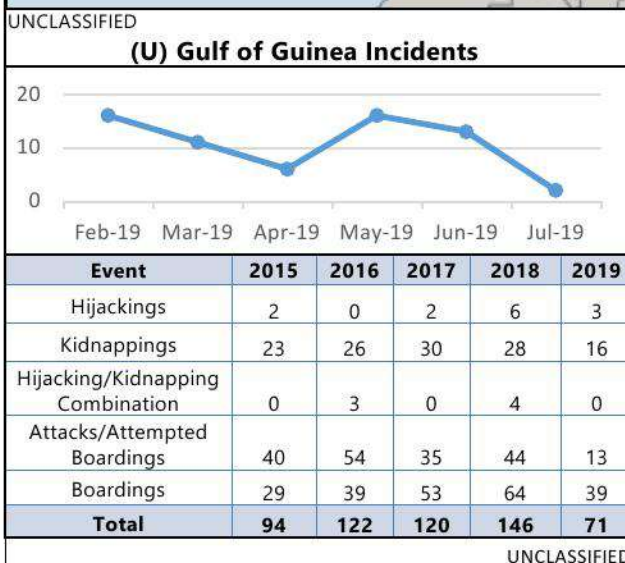 UNCLASSIFIED
(U) Gulf of Guinea Incidents
20
10
0
Feb-19 Mar-19 Apr-19 May-19 Jun-19 Jul-19
Event 2015 2016 2017 2018 2019
Hijackings 2 0 2 6 3
Kidnappings 23 26 30 28 16
Hijacking/Kidnapping
Combination 0 3 0 4 0
Attacks/Attempted
Boardings 40 54 35 44 13
Boardings 29 39 53 64 39
Total 94 122 120 146 71
UNCLASSIFIED